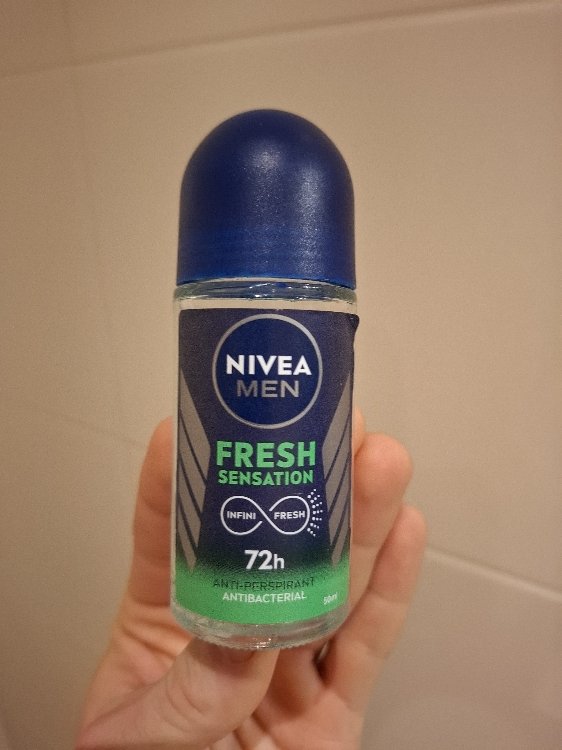 NIVEA
MEN
FRESH
SENSATION
INFINI FRESH
72h
ANTI-PERSPIRANT
ANTIBACTERIAL
50ml